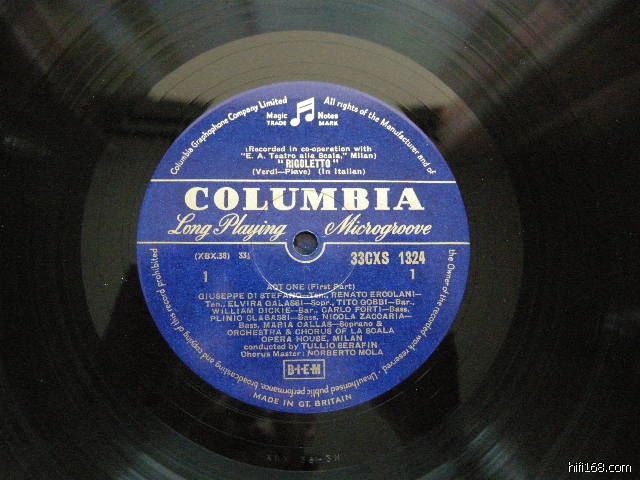 Columbia Graphophone Company Limited
All rights of the Manufacturer and of
the Owner of the recorded work reserved.
Unauthorised public performance, broadcasting and copying of this record prohibited
Magic Notes
TRADE MARK
(Recorded in co-operation with
"E. A. Teatro alla Scala," Milan)
"RIGOLETTO"
(Verdi—Piave) (In Italian)
COLUMBIA
Long Playing Microgroove
(XBX.38) 33⅓ 33CXS 1324
1 1
ACT ONE (First Part)
GIUSEPPE DI STEFANO—Ten., RENATO ERCOLANI—
Ten., ELVIRA GALASSI—Sopr., TITO GOBBI—Bar.,
WILLIAM DICKIE—Bar., CARLO FORTI—Bass,
PLINIO CLABASSI—Bass, NICOLA ZACCARIA—
Bass, MARIA CALLAS—Soprano &
ORCHESTRA & CHORUS OF LA SCALA
OPERA HOUSE, MILAN
conducted by TULLIO SERAFIN
Chorus Master: NORBERTO MOLA
B·I·E·M
MADE IN GT. BRITAIN
hifi168.com